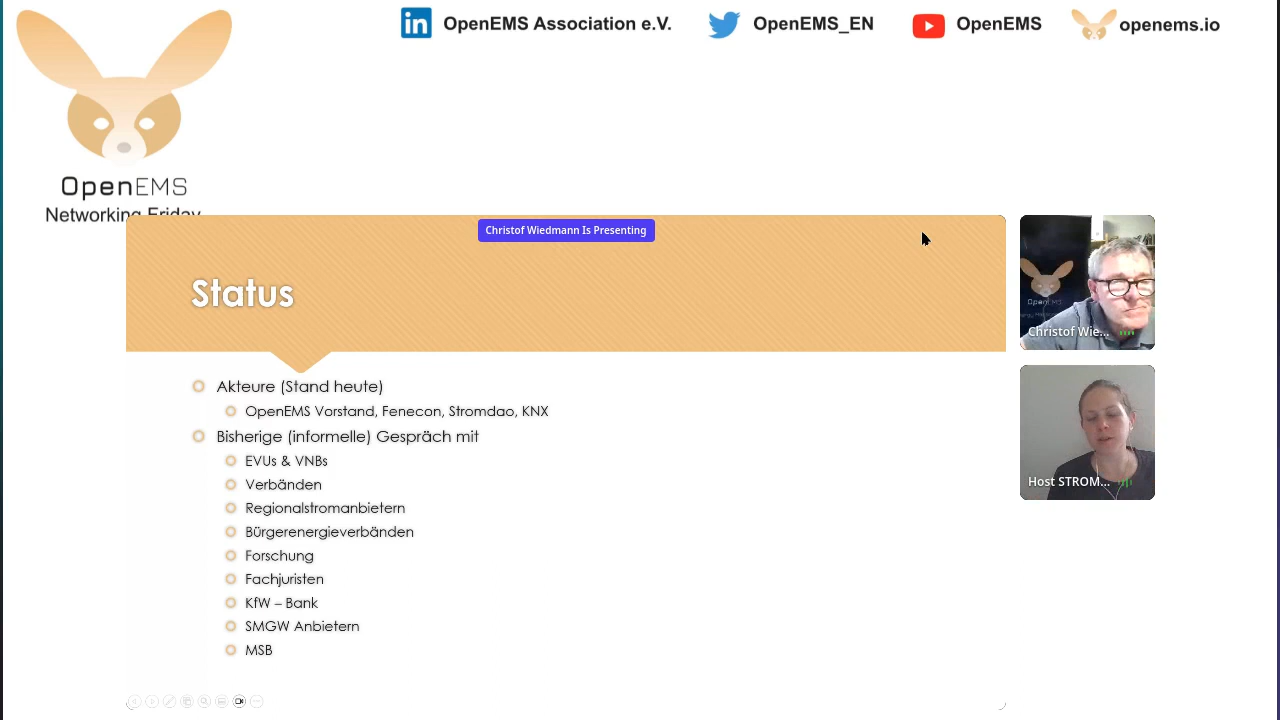 OpenEMS Association e.V.
OpenEMS_EN
OpenEMS
openems.io
OpenEMS
Networking Friday
Christof Wiedmann Is Presenting
Status
Akteure (Stand heute)
OpenEMS Vorstand, Fenecon, Stromdao, KNX
Bisherige (informelle) Gespräch mit
EVUs & VNBs
Verbänden
Regionalstromanbietern
Bürgerenergieverbänden
Forschung
Fachjuristen
KfW – Bank
SMGW Anbietern
MSB
Christof Wie...
Host STROM...